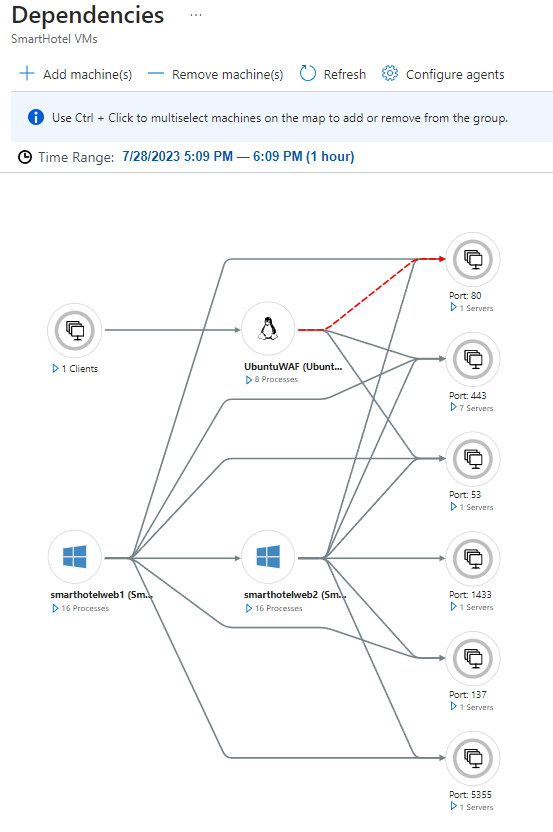 Dependencies ...
SmartHotel VMs
Add machine(s) Remove machine(s) Refresh Configure agents
Use Ctrl + Click to multiselect machines on the map to add or remove from the group.
Time Range: 7/28/2023 5:09 PM — 6:09 PM (1 hour)
Port: 80
1 Servers
1 Clients
UbuntuWAF (Ubunt...
8 Processes
Port: 443
7 Servers
Port: 53
1 Servers
smarthotelweb1 (Sm...
16 Processes
smarthotelweb2 (Sm...
16 Processes
Port: 1433
1 Servers
Port: 137
1 Servers
Port: 5355
1 Servers